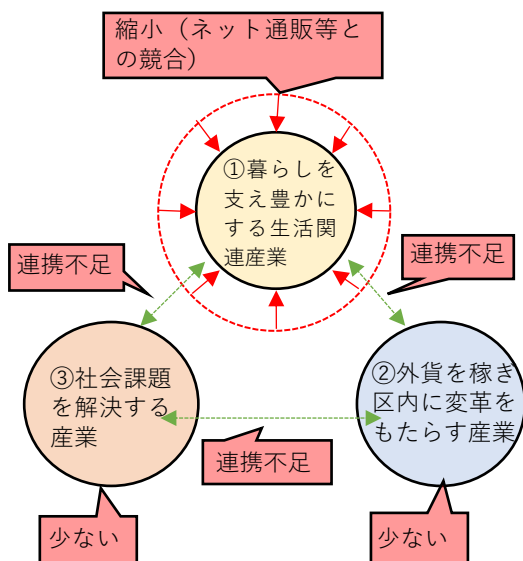 縮小（ネット通販等と
の競合）
①暮らしを
支え豊かに
する生活関
連産業
連携不足
連携不足
③社会課題
を解決する
産業
②外貨を稼ぎ
区内に変革を
もたらす産業
連携不足
少ない
少ない